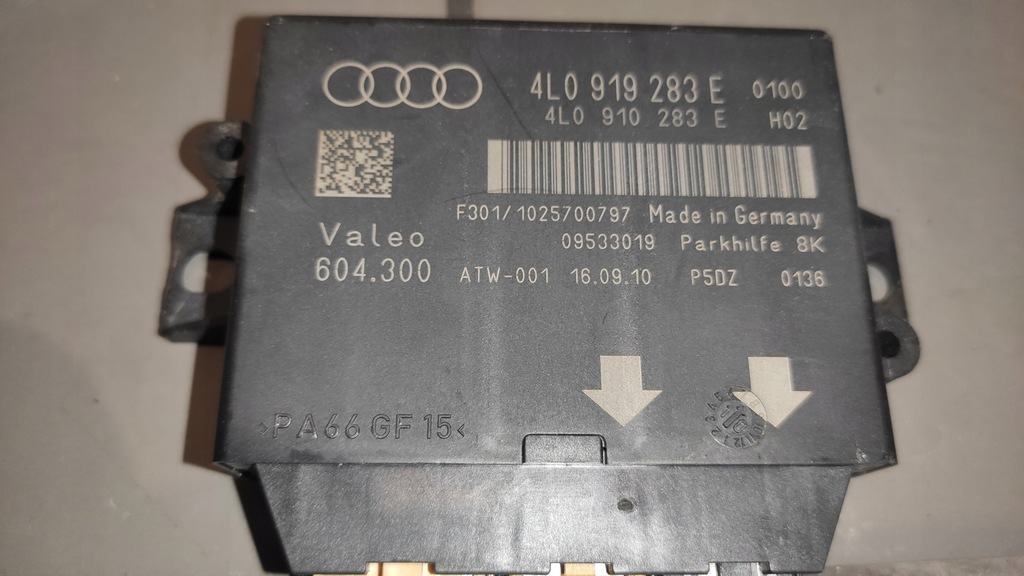 4L0 919 283 E 0100
4L0 910 283 E H02
F301/1025700797 Made in Germany
Valeo 09533019 Parkhilfe 8K
604.300 ATW-001 16.09.10 P5DZ 0136
>PA66 GF15<